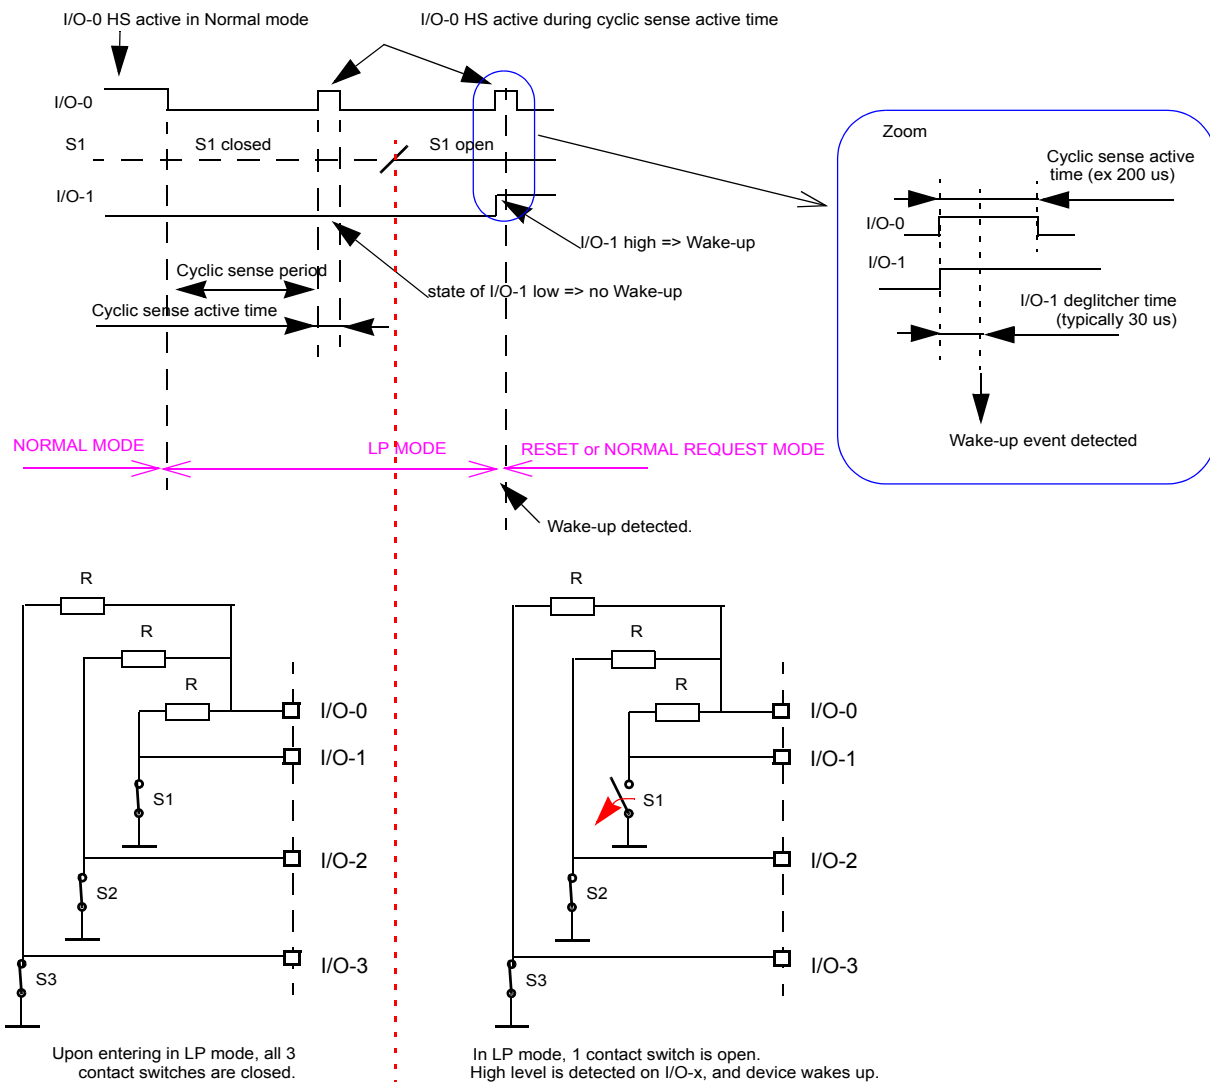 I/O-0 HS active in Normal mode
I/O-0 HS active during cyclic sense active time
I/O-0
S1
S1 closed
S1 open
I/O-1
I/O-1 high => Wake-up
Cyclic sense period
state of I/O-1 low => no Wake-up
Cyclic sense active time
Zoom
Cyclic sense active
time (ex 200 us)
I/O-0
I/O-1
I/O-1 deglitcher time
(typically 30 us)
Wake-up event detected
NORMAL MODE
LP MODE
RESET or NORMAL REQUEST MODE
Wake-up detected.
R
R
R
I/O-0
I/O-1
S1
I/O-2
S2
I/O-3
S3
Upon entering in LP mode, all 3
contact switches are closed.
R
R
R
I/O-0
I/O-1
S1
I/O-2
S2
I/O-3
S3
In LP mode, 1 contact switch is open.
High level is detected on I/O-x, and device wakes up.